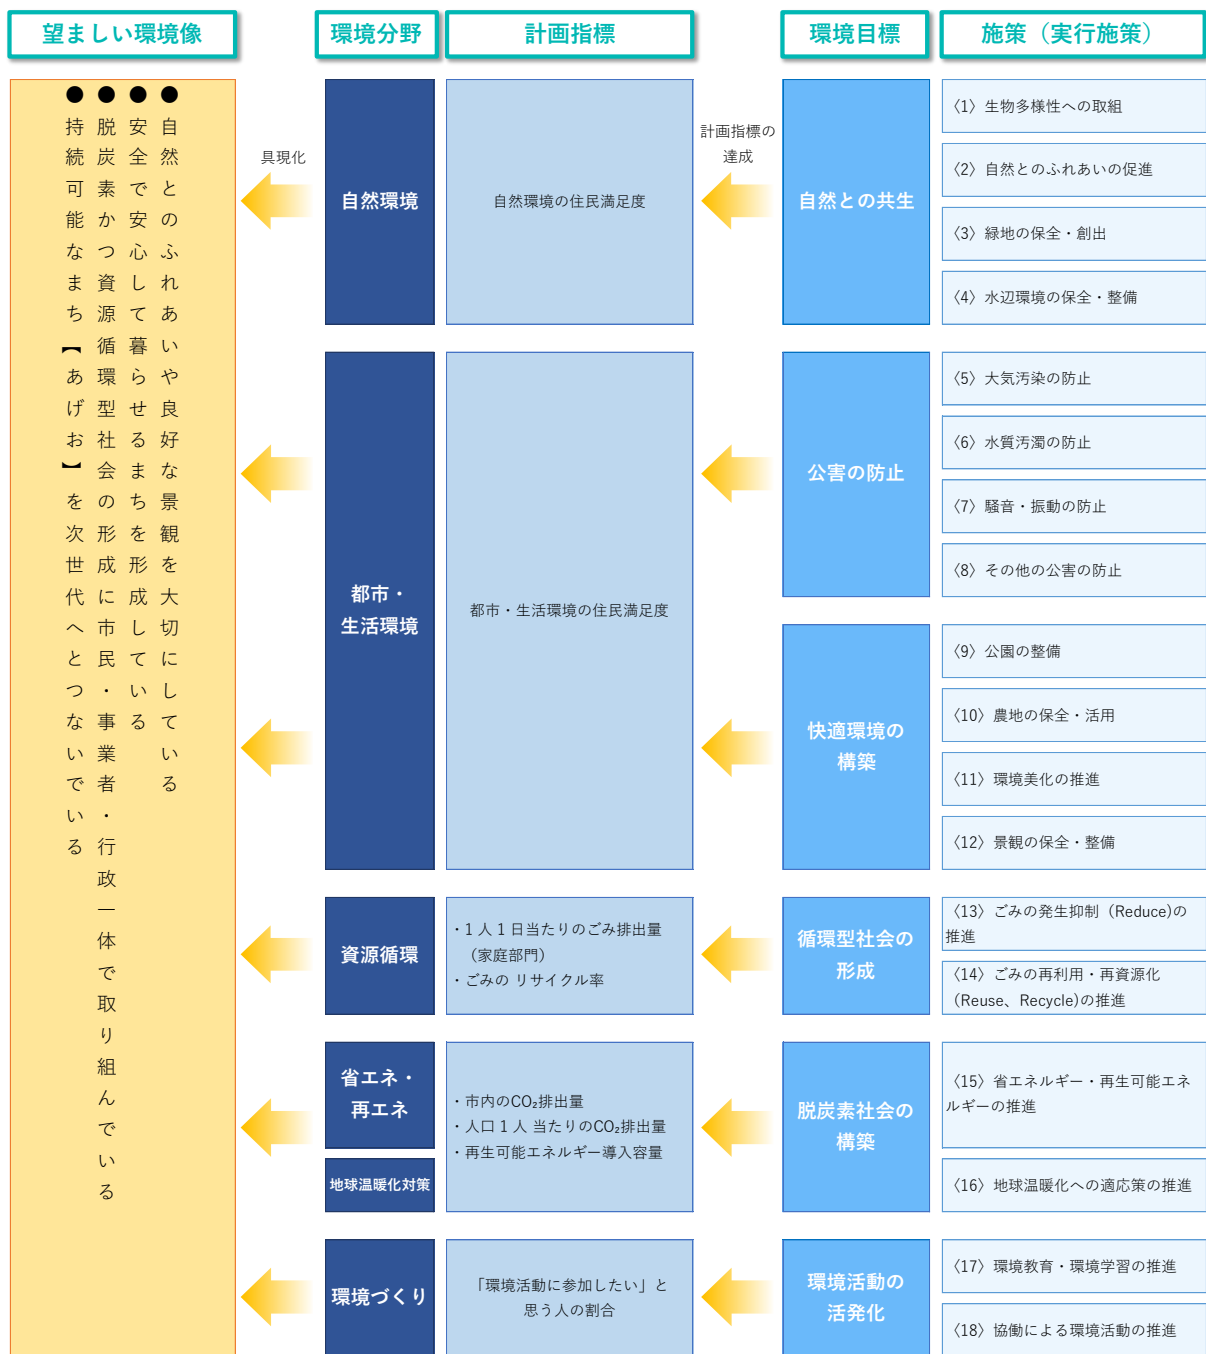 望ましい環境像
環境分野
計画指標
環境目標
施策（実行施策）
●自然とのふれあいや良好な景観を大切にしている
●安全で安心して暮らせるまちを形成している
●脱炭素かつ資源循環型社会の形成に市民・事業者・行政一体で取り組んでいる
●持続可能なまち【あげお】を次世代へとつないでいる
具現化
自然環境
自然環境の住民満足度
計画指標の
達成
自然との共生
〈1〉生物多様性への取組
〈2〉自然とのふれあいの促進
〈3〉緑地の保全・創出
〈4〉水辺環境の保全・整備
都市・
生活環境
都市・生活環境の住民満足度
公害の防止
〈5〉大気汚染の防止
〈6〉水質汚濁の防止
〈7〉騒音・振動の防止
〈8〉その他の公害の防止
快適環境の
構築
〈9〉公園の整備
〈10〉農地の保全・活用
〈11〉環境美化の推進
〈12〉景観の保全・整備
資源循環
・1人1日当たりのごみ排出量
（家庭部門）
・ごみの リサイクル率
循環型社会の
形成
〈13〉ごみの発生抑制（Reduce)の
推進
〈14〉ごみの再利用・再資源化
（Reuse、Recycle)の推進
省エネ・
再エネ
地球温暖化対策
・市内のCO₂排出量
・人口1人 当たりのCO₂排出量
・再生可能エネルギー導入容量
脱炭素社会の
構築
〈15〉省エネルギー・再生可能エネ
ルギーの推進
〈16〉地球温暖化への適応策の推進
環境づくり
「環境活動に参加したい」と
思う人の割合
環境活動の
活発化
〈17〉環境教育・環境学習の推進
〈18〉協働による環境活動の推進